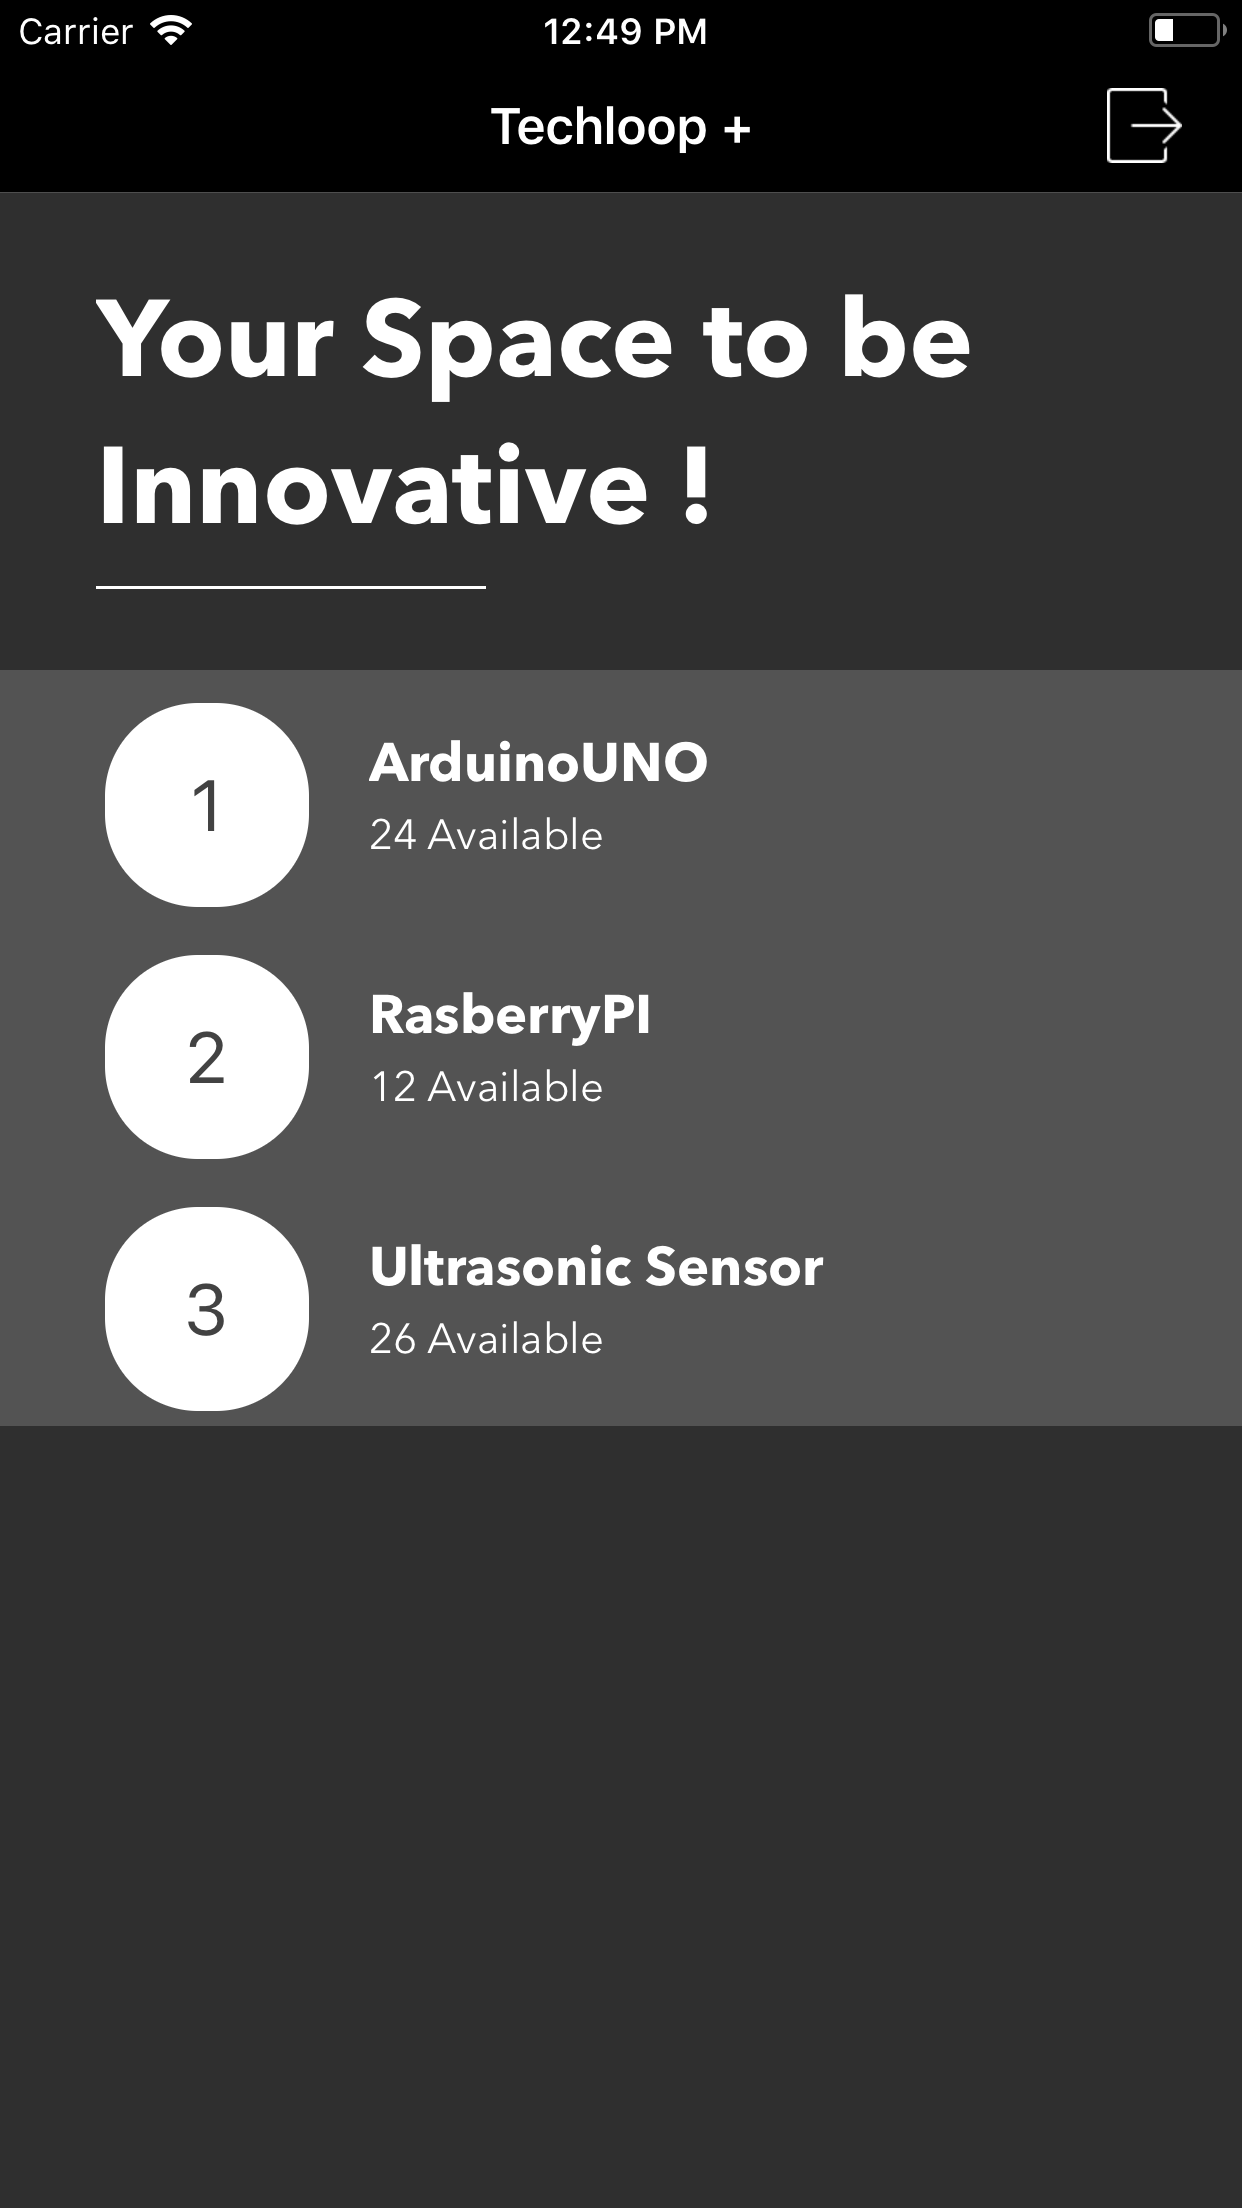 Carrier 12:49 PM
Techloop +
Your Space to be
Innovative !
1
ArduinoUNO
24 Available
2
RasberryPI
12 Available
3
Ultrasonic Sensor
26 Available